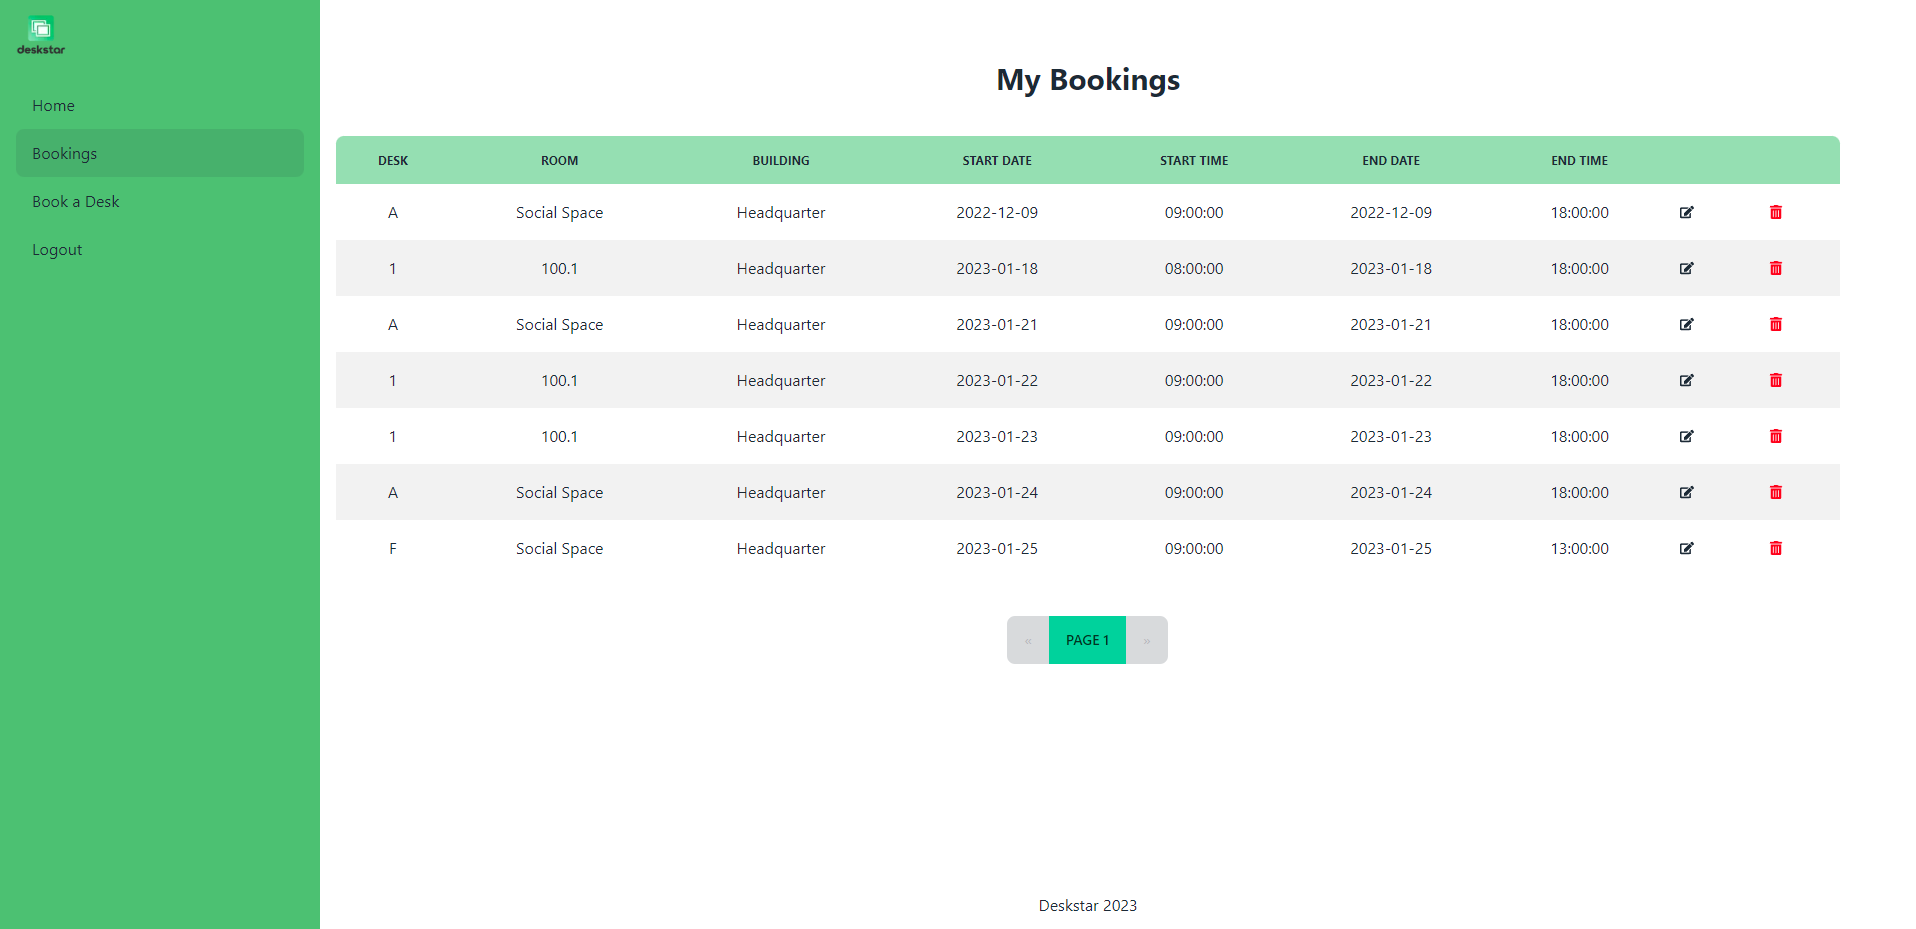 deskstar
Home
Bookings
Book a Desk
Logout
My Bookings
DESK ROOM BUILDING START DATE START TIME END DATE END TIME
A Social Space Headquarter 2022-12-09 09:00:00 2022-12-09 18:00:00
1 100.1 Headquarter 2023-01-18 08:00:00 2023-01-18 18:00:00
A Social Space Headquarter 2023-01-21 09:00:00 2023-01-21 18:00:00
1 100.1 Headquarter 2023-01-22 09:00:00 2023-01-22 18:00:00
1 100.1 Headquarter 2023-01-23 09:00:00 2023-01-23 18:00:00
A Social Space Headquarter 2023-01-24 09:00:00 2023-01-24 18:00:00
F Social Space Headquarter 2023-01-25 09:00:00 2023-01-25 13:00:00
« PAGE 1 »
Deskstar 2023